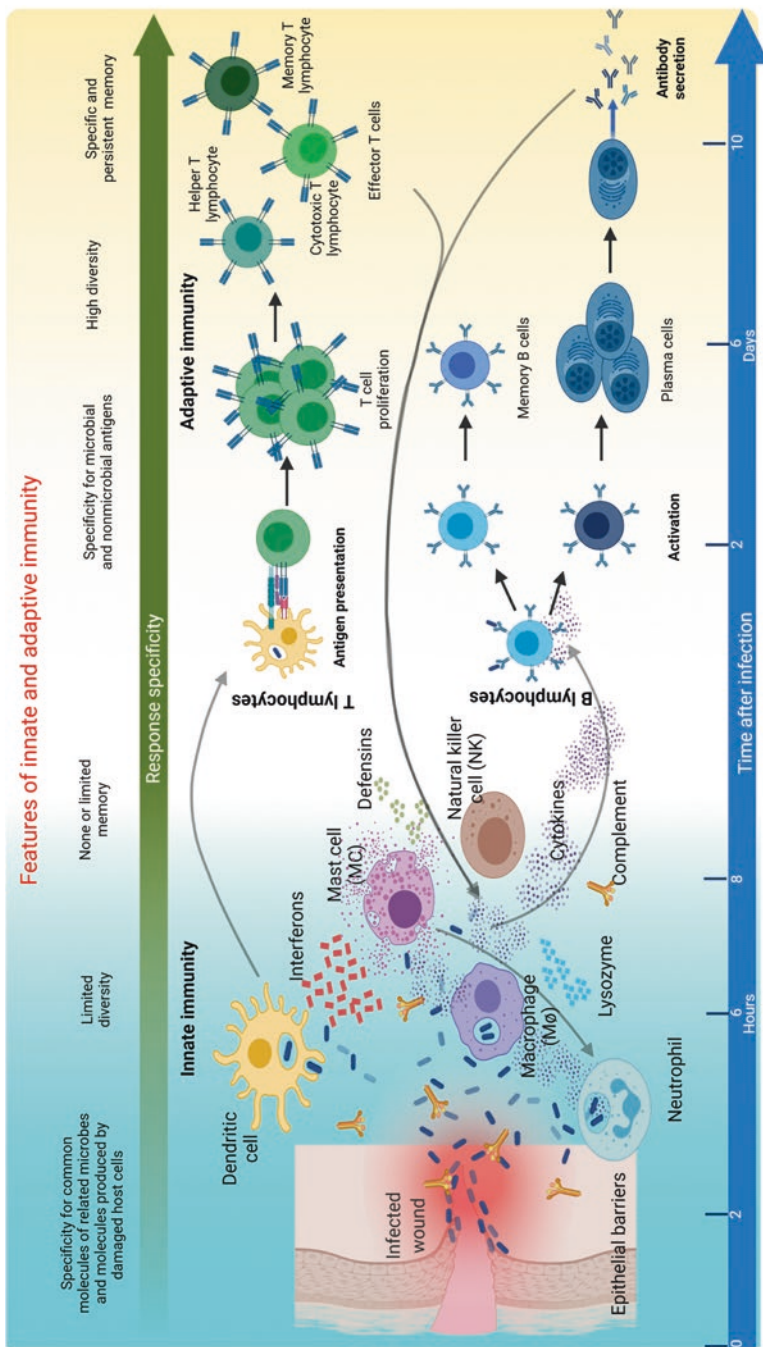 Features of innate and adaptive immunity
Specificity for common
molecules of related microbes
and molecules produced by
damaged host cells
Limited
diversity
None or limited
memory
Specificity for microbial
and nonmicrobial antigens
High diversity
Specific and
persistent memory
Response specificity
Innate immunity
Adaptive immunity
Dendritic
cell
Interferons
Mast cell
(MC)
Defensins
T lymphocytes
Antigen presentation
T cell
proliferation
Helper T
lymphocyte
Cytotoxic T
lymphocyte
Memory T
lymphocyte
Effector T cells
Infected
wound
Macrophage
(Mø)
Natural killer
cell (NK)
Cytokines
Lysozyme
Complement
Neutrophil
Epithelial barriers
B lymphocytes
Memory B cells
Activation
Plasma cells
Antibody
secretion
0
2
6
8
2
6
10
Hours
Time after infection
Days